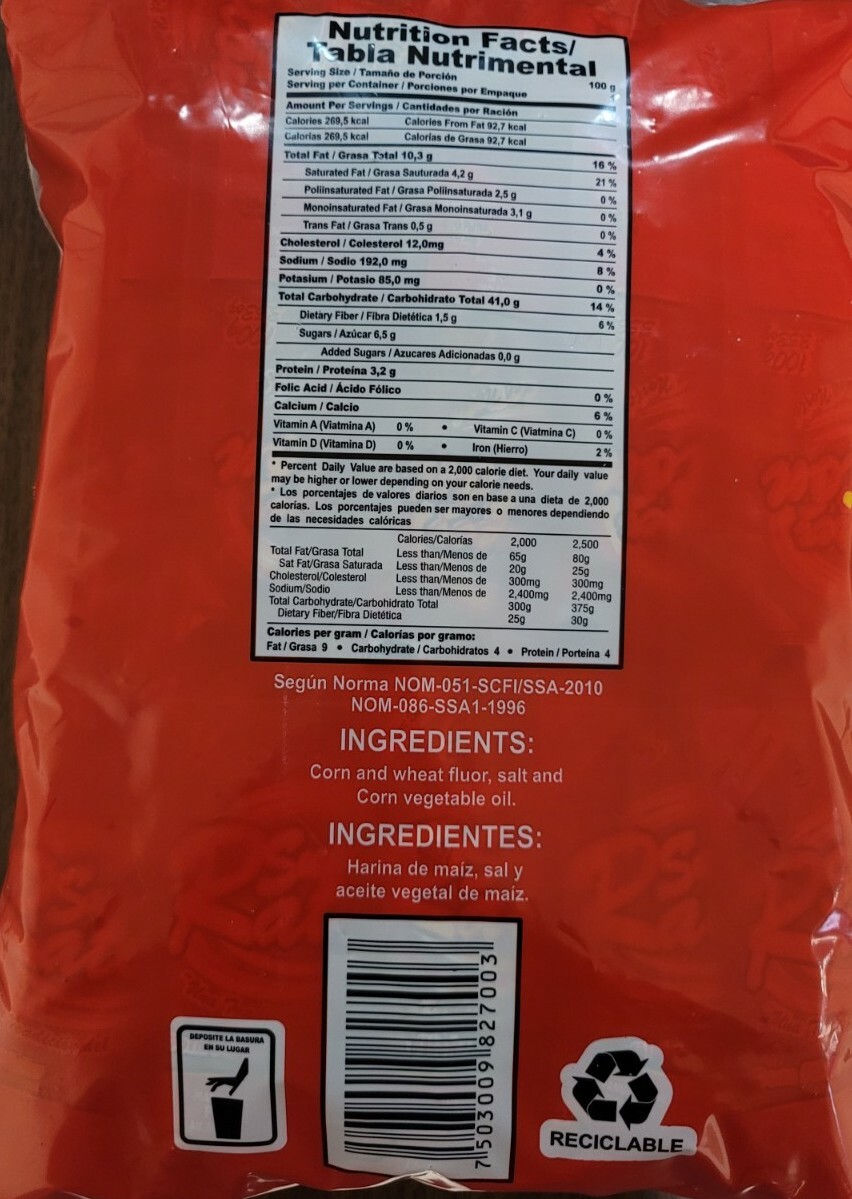 Nutrition Facts/
Tabla Nutrimental
Serving Size / Tamaño de Porción 100 g
Serving per Container / Porciones por Empaque 1
Amount Per Servings / Cantidades por Ración
Calories 269,5 kcal Calories From Fat 92,7 kcal
Calorías 269,5 kcal Calorías de Grasa 92,7 kcal
Total Fat / Grasa Total 10,3 g 16 %
Saturated Fat / Grasa Sauturada 4,2 g 21 %
Poliinsaturated Fat / Grasa Poliinsaturada 2,5 g 0 %
Monoinsaturated Fat / Grasa Monoinsaturada 3,1 g 0 %
Trans Fat / Grasa Trans 0,5 g 0 %
Cholesterol / Colesterol 12,0mg 4 %
Sodium / Sodio 192,0 mg 8 %
Potasium / Potasio 85,0 mg 0 %
Total Carbohydrate / Carbohidrato Total 41,0 g 14 %
Dietary Fiber / Fibra Dietética 1,5 g 6 %
Sugars / Azúcar 6,5 g
Added Sugars / Azucares Adicionadas 0,0 g
Protein / Proteína 3,2 g
Folic Acid / Ácido Fólico 0 %
Calcium / Calcio 6 %
Vitamin A (Viatmina A) 0 % • Vitamin C (Viatmina C) 0 %
Vitamin D (Vitamina D) 0 % • Iron (Hierro) 2 %
* Percent Daily Value are based on a 2,000 calorie diet. Your daily value
may be higher or lower depending on your calorie needs.
* Los porcentajes de valores diarios son en base a una dieta de 2,000
calorías. Los porcentajes pueden ser mayores o menores dependiendo
de las necesidades calóricas
Calories/Calorías 2,000 2,500
Total Fat/Grasa Total Less than/Menos de 65g 80g
Sat Fat/Grasa Saturada Less than/Menos de 20g 25g
Cholesterol/Colesterol Less than/Menos de 300mg 300mg
Sodium/Sodio Less than/Menos de 2,400mg 2,400mg
Total Carbohydrate/Carbohidrato Total 300g 375g
Dietary Fiber/Fibra Dietética 25g 30g
Calories per gram / Calorías por gramo:
Fat / Grasa 9 • Carbohydrate / Carbohidratos 4 • Protein / Porteina 4
Según Norma NOM-051-SCFI/SSA-2010
NOM-086-SSA1-1996
INGREDIENTS:
Corn and wheat fluor, salt and
Corn vegetable oil.
INGREDIENTES:
Harina de maíz, sal y
aceite vegetal de maíz.
7 503009 827003
DEPOSITE LA BASURA
EN SU LUGAR
RECICLABLE